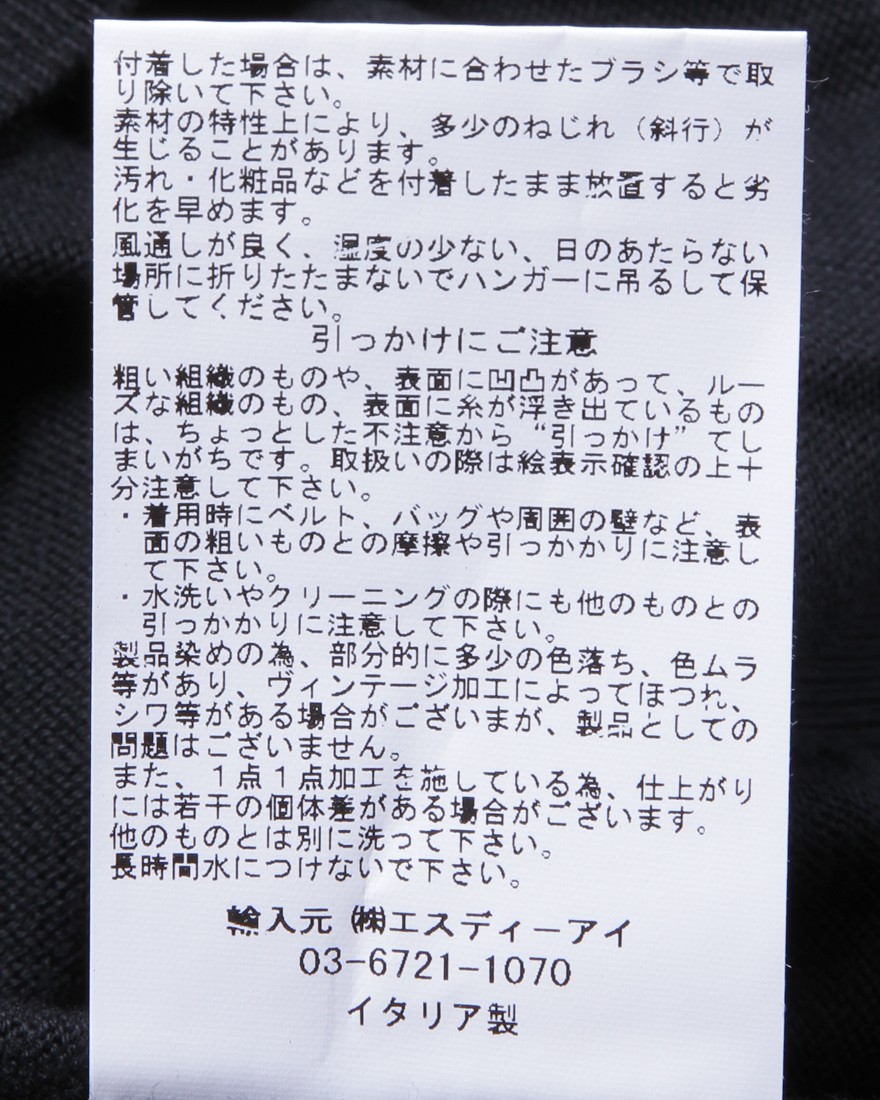 付着した場合は、素材に合わせたブラシ等で取
り除いて下さい。
素材の特性上により、多少のねじれ（斜行）が
生じることがあります。
汚れ・化粧品などを付着したまま放置すると劣
化を早めます。
風通しが良く、湿度の少ない、日のあたらない
場所に折りたたまないでハンガーに吊るして保
管してください。
引っかけにご注意
粗い組織のものや、表面に凹凸があって、ルー
ズな組織のもの、表面に糸が浮き出ているもの
は、ちょっとした不注意から“引っかけ”てし
まいがちです。取扱いの際は絵表示確認の上十
分注意して下さい。
・着用時にベルト、バッグや周囲の壁など、表
面の粗いものとの摩擦や引っかかりに注意し
て下さい。
・水洗いやクリーニングの際にも他のものとの
引っかかりに注意して下さい。
製品染めの為、部分的に多少の色落ち、色ムラ
等があり、ヴィンテージ加工によってほつれ、
シワ等がある場合がございまが、製品としての
問題はございません。
また、１点１点加工を施している為、仕上がり
には若干の個体差がある場合がございます。
他のものとは別に洗って下さい。
長時間水につけないで下さい。
輸入元 ㈱エスディーアイ
03-6721-1070
イタリア製